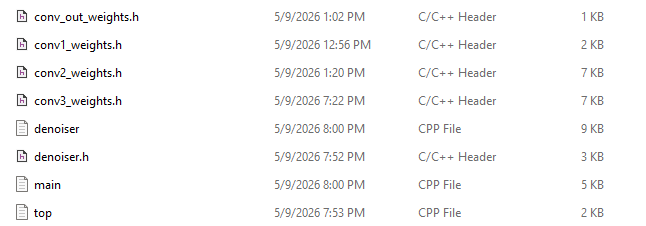 conv_out_weights.h 5/9/2026 1:02 PM C/C++ Header 1 KB
conv1_weights.h 5/9/2026 12:56 PM C/C++ Header 2 KB
conv2_weights.h 5/9/2026 1:20 PM C/C++ Header 7 KB
conv3_weights.h 5/9/2026 7:22 PM C/C++ Header 7 KB
denoiser 5/9/2026 8:00 PM CPP File 9 KB
denoiser.h 5/9/2026 7:52 PM C/C++ Header 3 KB
main 5/9/2026 8:00 PM CPP File 5 KB
top 5/9/2026 7:53 PM CPP File 2 KB